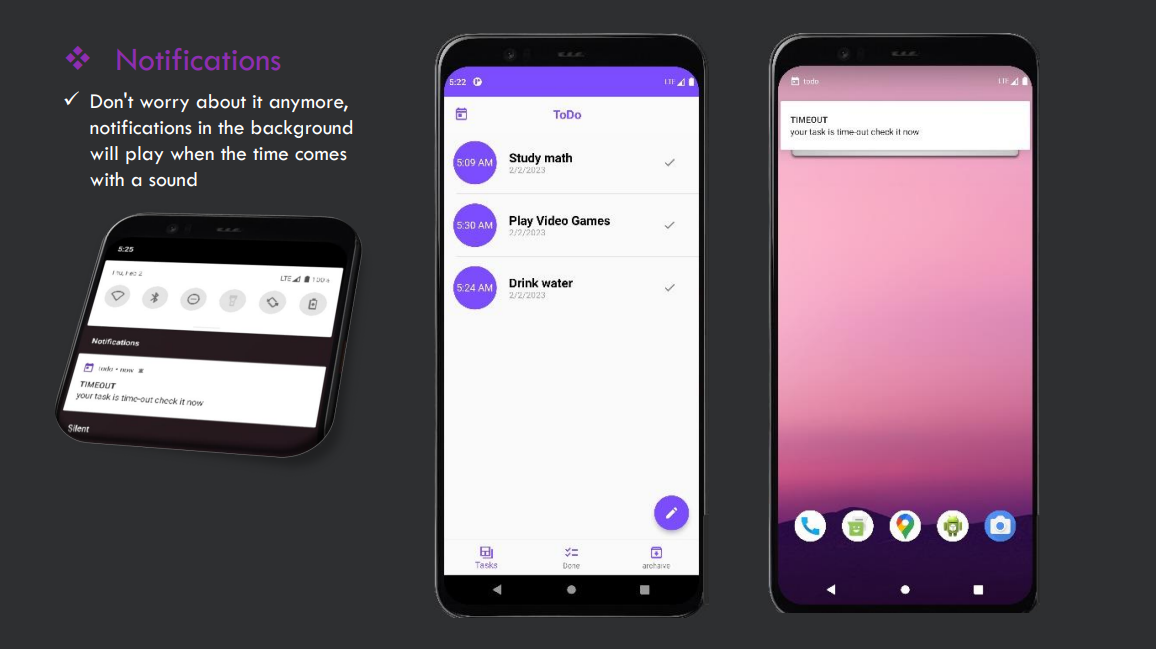 Notifications
Don't worry about it anymore,
notifications in the background
will play when the time comes
with a sound
5:25
Thu, Feb 2
LTE 100%
Notifications
todo • now
TIMEOUT
your task is time-out check it now
Silent
5:22
LTE
ToDo
5:09 AM
Study math
2/2/2023
5:30 AM
Play Video Games
2/2/2023
5:24 AM
Drink water
2/2/2023
Tasks
Done
archaive
todo
LTE
TIMEOUT
your task is time-out check it now